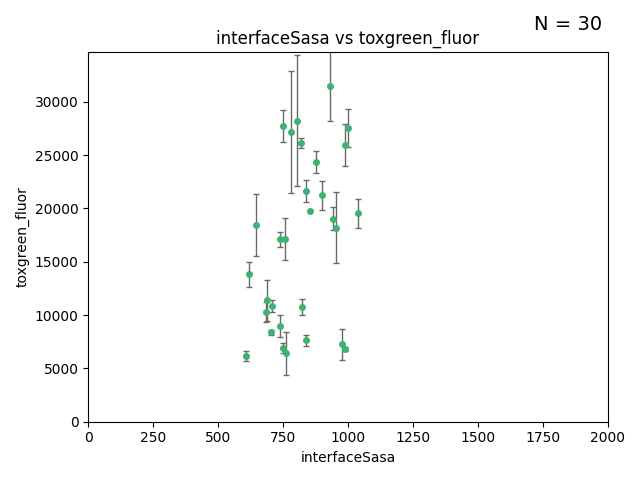 N = 30
interfaceSasa vs toxgreen_fluor
toxgreen_fluor
30000
25000
20000
15000
10000
5000
0
0 250 500 750 1000 1250 1500 1750 2000
interfaceSasa